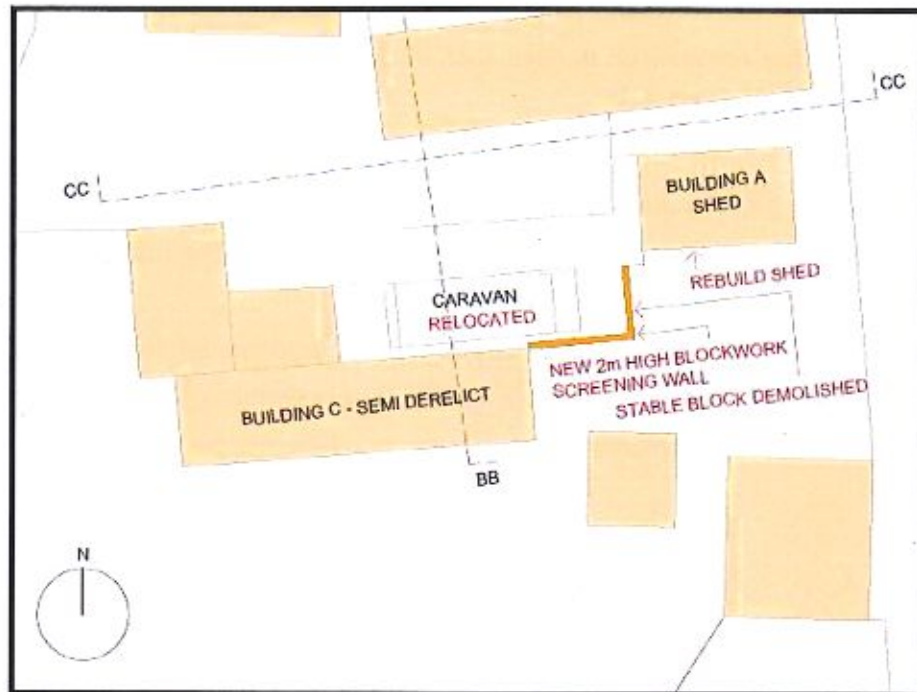 CC
CC
BUILDING A
SHED
REBUILD SHED
CARAVAN
RELOCATED
NEW 2m HIGH BLOCKWORK
SCREENING WALL
STABLE BLOCK DEMOLISHED
BUILDING C - SEMI DERELICT
BB
N